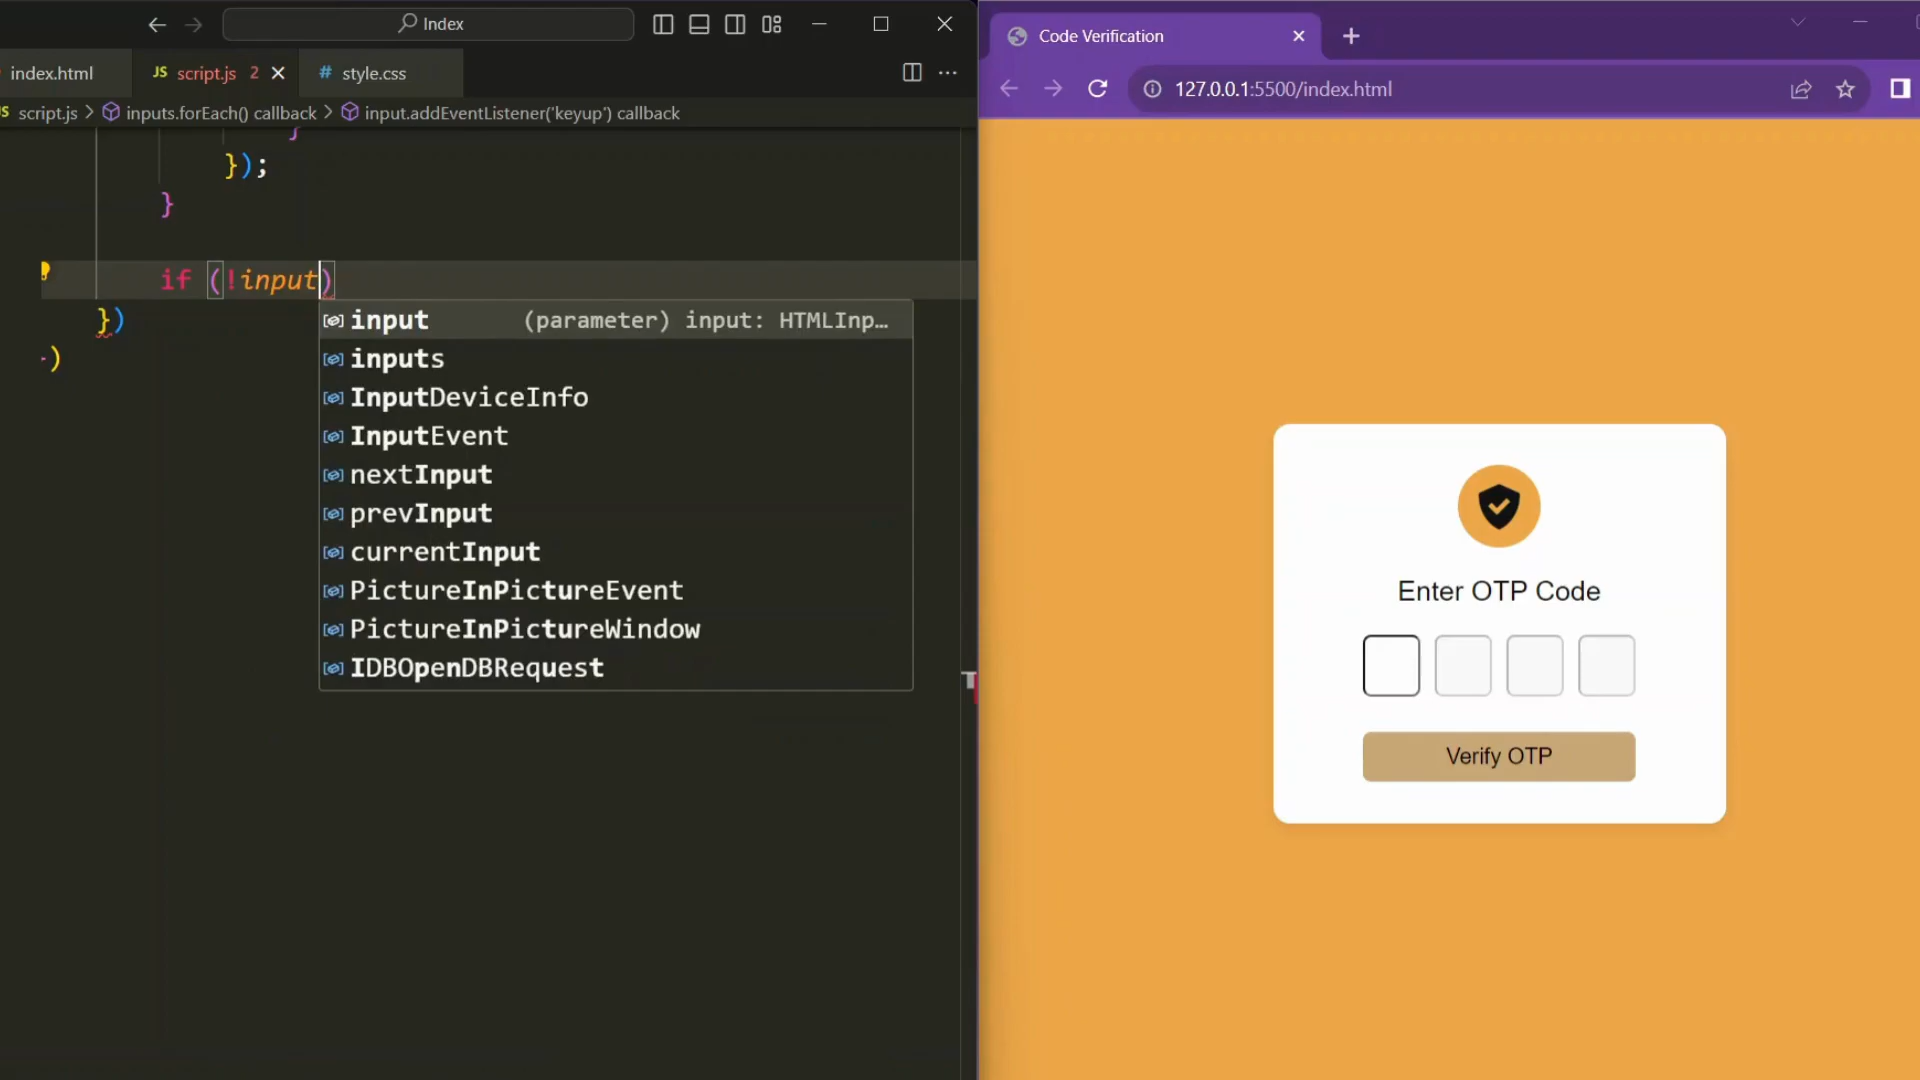 Index
index.html
JS script.js 2
# style.css
script.js > inputs.forEach() callback > input.addEventListener('keyup') callback
}
});
}
if (!input)
})
)
input (parameter) input: HTMLInp…
inputs
InputDeviceInfo
InputEvent
nextInput
prevInput
currentInput
PictureInPictureEvent
PictureInPictureWindow
IDBOpenDBRequest
Code Verification
127.0.0.1:5500/index.html
Enter OTP Code
Verify OTP